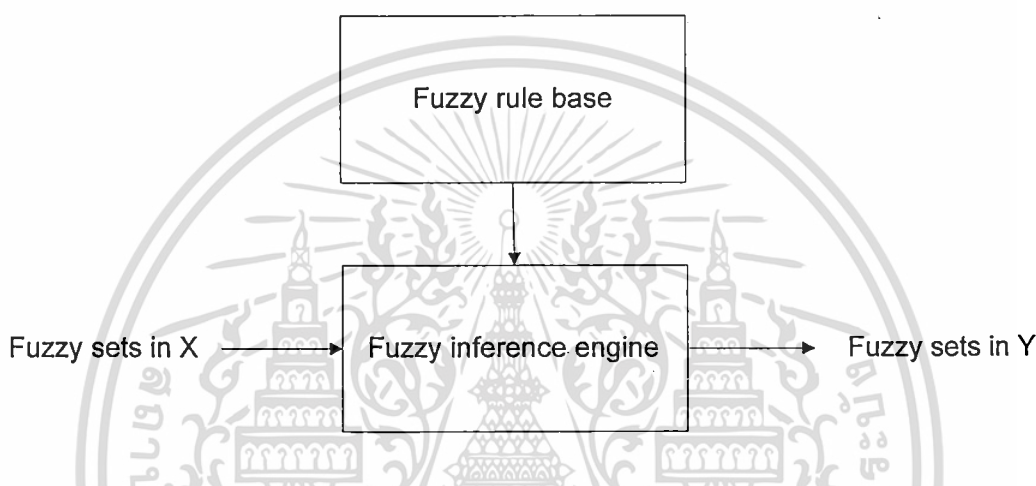 Fuzzy rule base
Fuzzy sets in X
Fuzzy inference engine
Fuzzy sets in Y